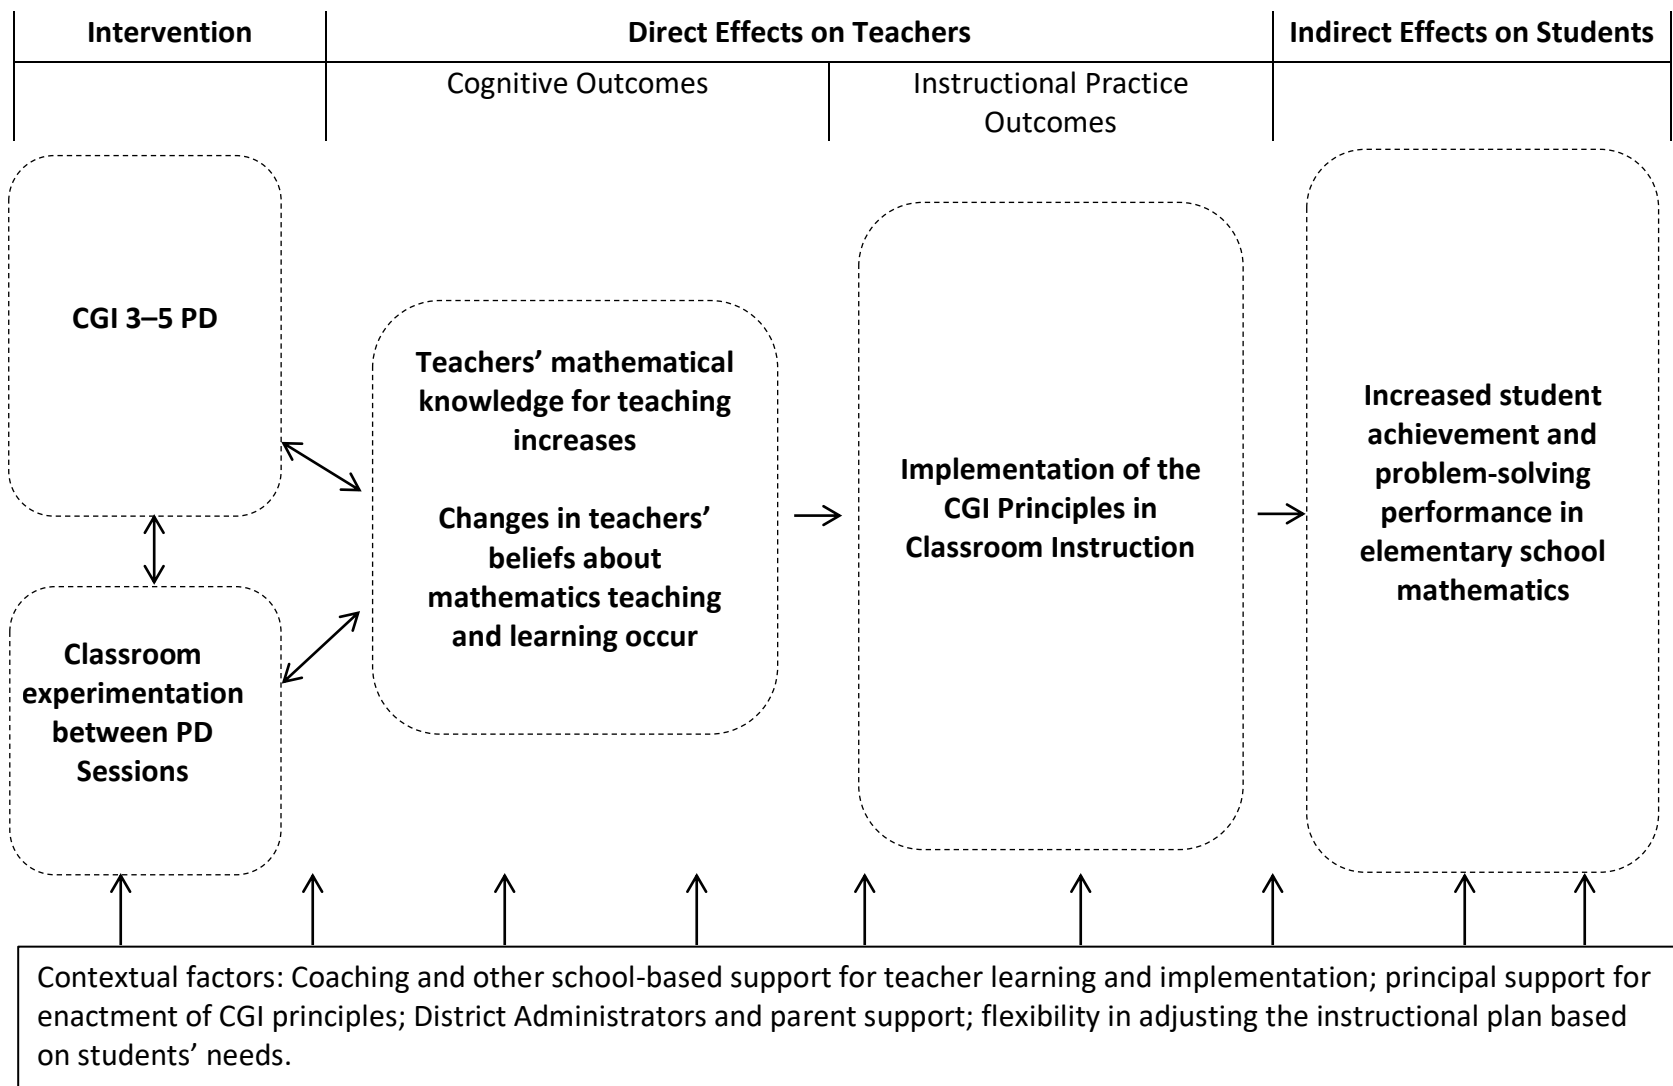 Intervention
Direct Effects on Teachers
Indirect Effects on Students
Cognitive Outcomes
Instructional Practice
Outcomes
CGI 3–5 PD
Classroom
experimentation
between PD
Sessions
Teachers’ mathematical
knowledge for teaching
increases
Changes in teachers’
beliefs about
mathematics teaching
and learning occur
Implementation of the
CGI Principles in
Classroom Instruction
Increased student
achievement and
problem-solving
performance in
elementary school
mathematics
Contextual factors: Coaching and other school-based support for teacher learning and implementation; principal support for
enactment of CGI principles; District Administrators and parent support; flexibility in adjusting the instructional plan based
on students’ needs.